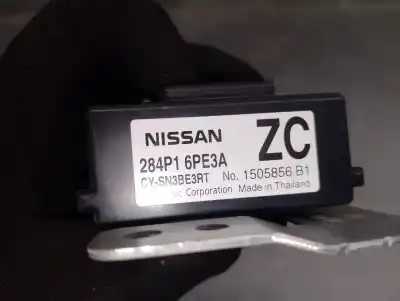 NISSAN ZC
284P1 6PE3A
CY-SN3BE3RT No. 1505856 B1
Corporation Made in Thailand